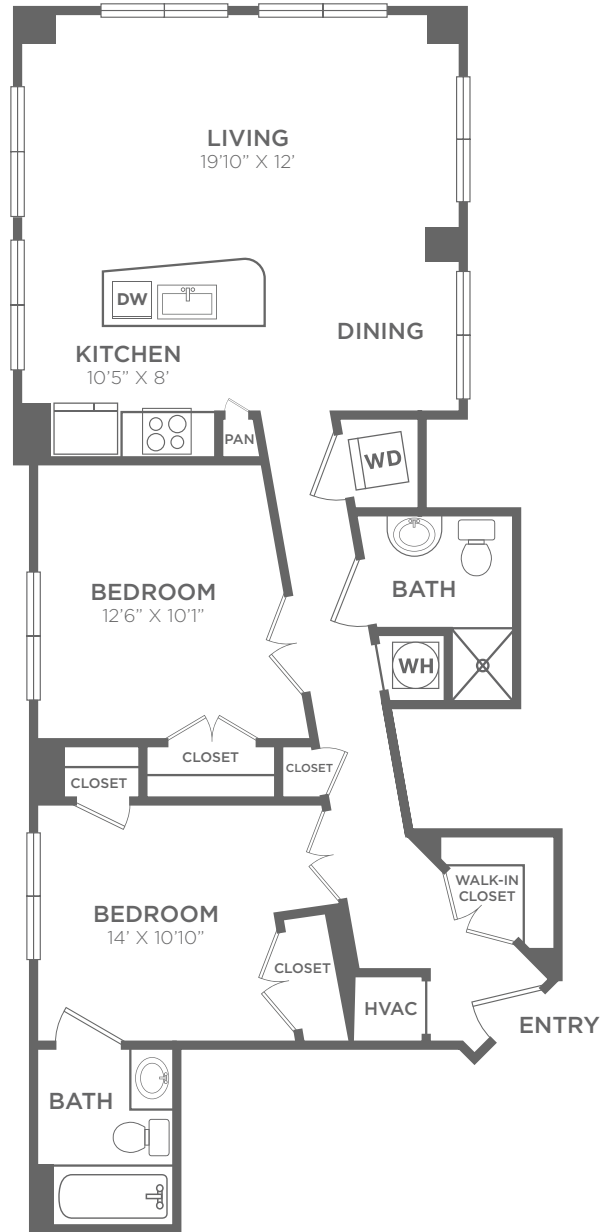 LIVING
19'10" X 12'
DW
DINING
KITCHEN
10'5" X 8'
PAN
WD
BEDROOM
12'6" X 10'1"
BATH
WH
CLOSET
CLOSET
CLOSET
WALK-IN
CLOSET
BEDROOM
14' X 10'10"
CLOSET
HVAC
ENTRY
BATH